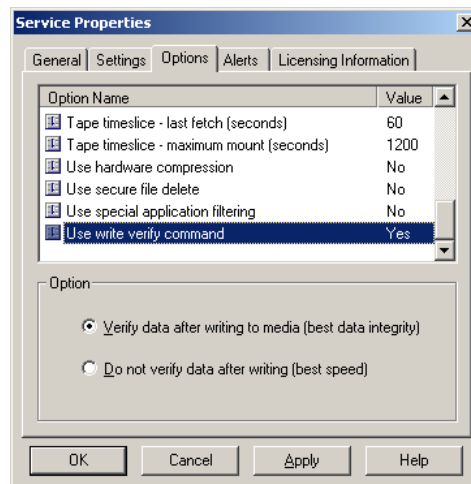 Service Properties
General Settings Options Alerts Licensing Information
Option Name Value
Tape timeslice - last fetch (seconds) 60
Tape timeslice - maximum mount (seconds) 1200
Use hardware compression No
Use secure file delete No
Use special application filtering No
Use write verify command Yes
Option
Verify data after writing to media (best data integrity)
Do not verify data after writing (best speed)
OK Cancel Apply Help